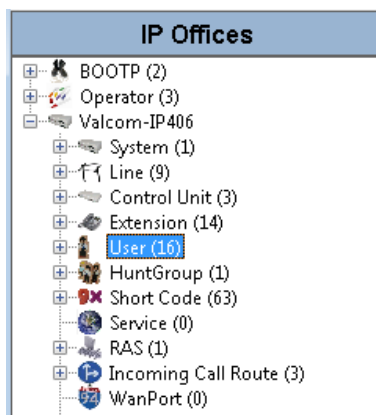 IP Offices
BOOTP (2)
Operator (3)
Valcom-IP406
System (1)
Line (9)
Control Unit (3)
Extension (14)
User (16)
HuntGroup (1)
9x Short Code (63)
Service (0)
RAS (1)
Incoming Call Route (3)
WanPort (0)